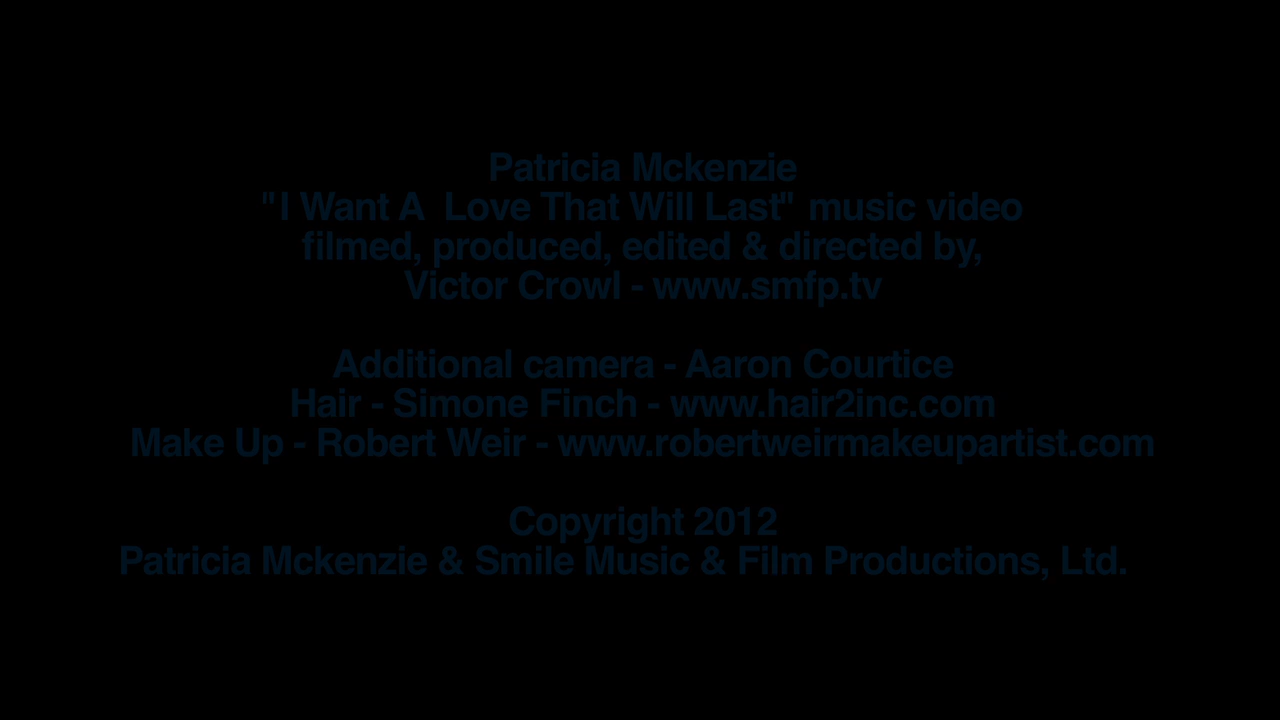 Patricia Mckenzie
"I Want A  Love That Will Last" music video
filmed, produced, edited & directed by,
Victor Crowl - www.smfp.tv
Additional camera - Aaron Courtice
Hair - Simone Finch - www.hair2inc.com
Make Up - Robert Weir - www.robertweirmakeupartist.com
Copyright 2012
Patricia Mckenzie & Smile Music & Film Productions, Ltd.